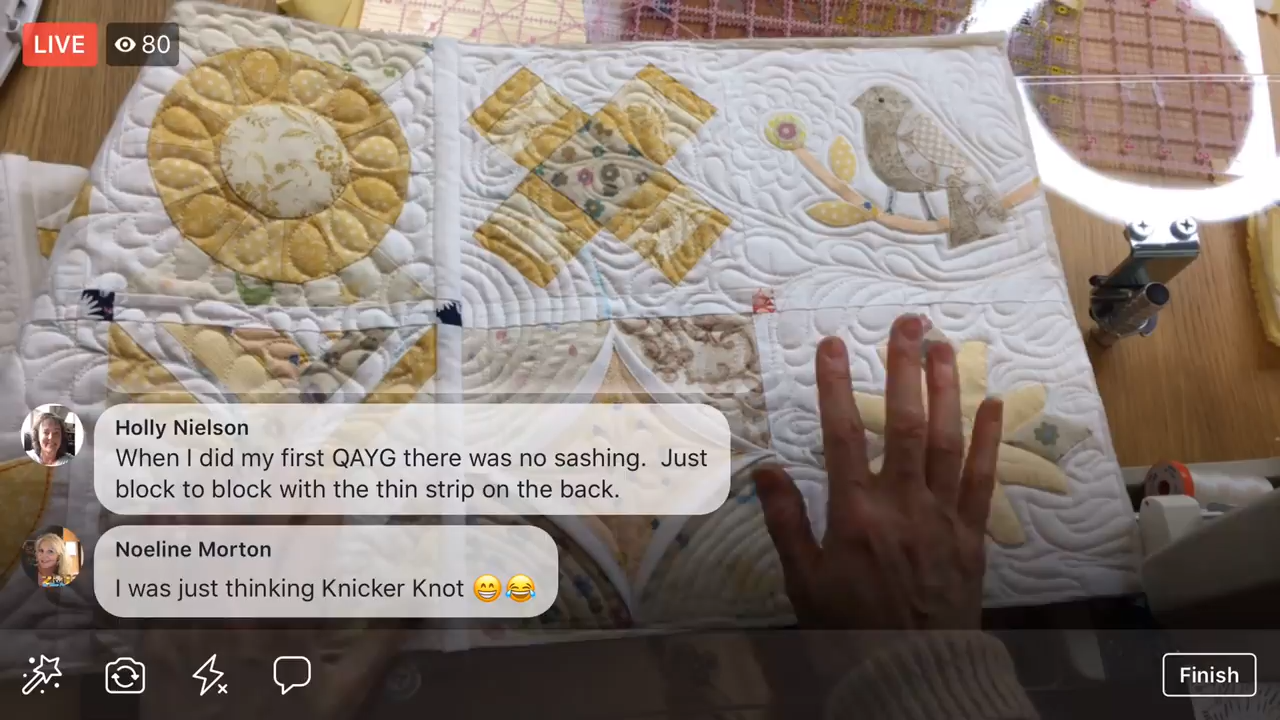 LIVE
80
Holly Nielson
When I did my first QAYG there was no sashing.  Just
block to block with the thin strip on the back.
Noeline Morton
I was just thinking Knicker Knot 😁😂
Finish